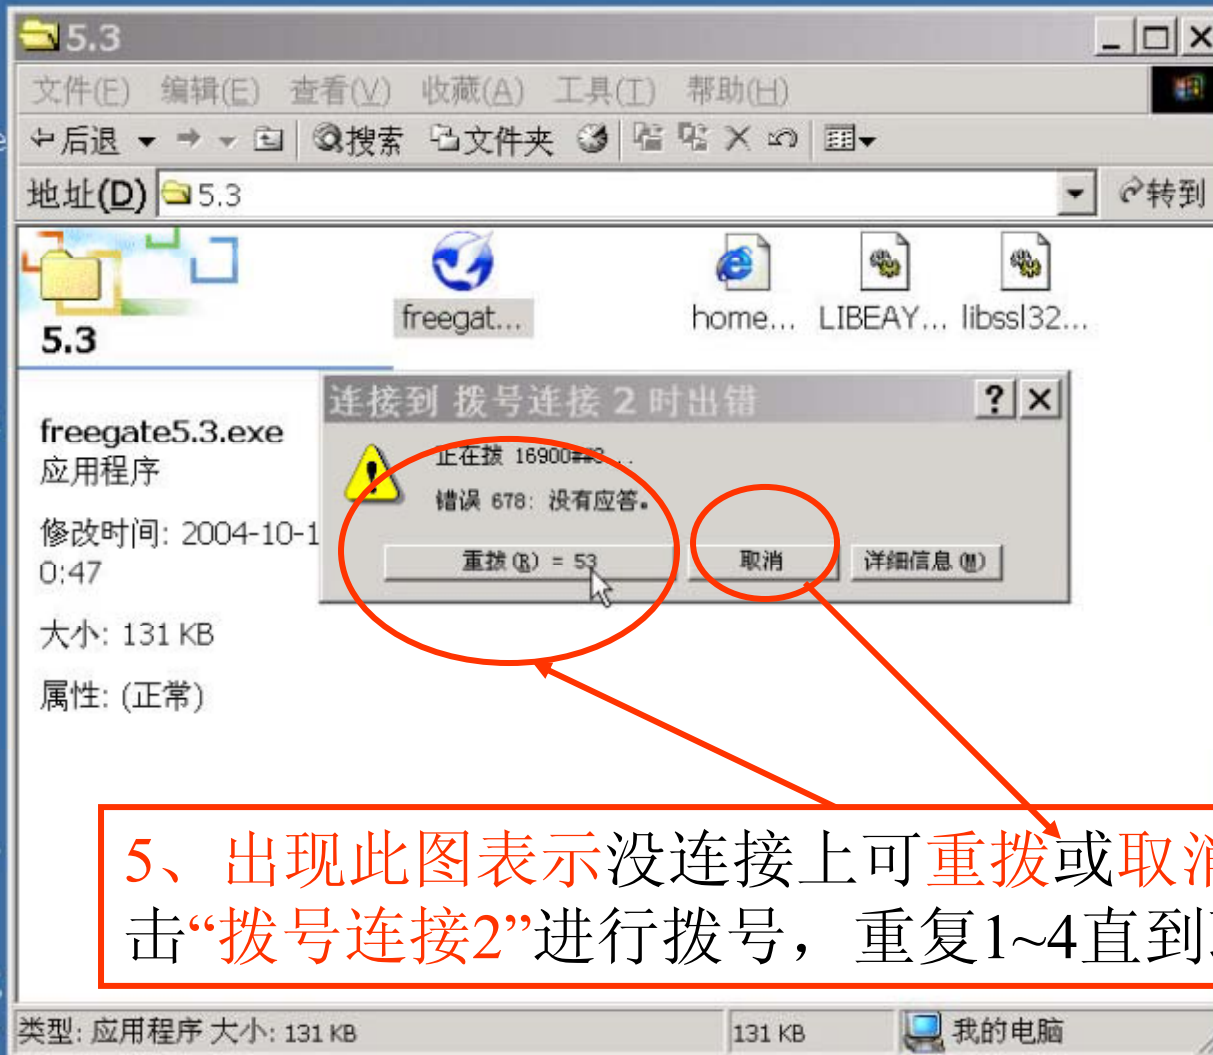 5.3
文件(F) 编辑(E) 查看(V) 收藏(A) 工具(T) 帮助(H)
后退 搜索 文件夹
地址(D) 5.3 转到
5.3
freegat... home... LIBEAY... libssl32...
freegate5.3.exe
应用程序
修改时间: 2004-10-1
0:47
大小: 131 KB
属性: (正常)
连接到 拨号连接 2 时出错
正在拨 16900##3...
错误 678: 没有应答。
重拨(R) = 53 取消 详细信息(M)
5、出现此图表示没连接上可重拨或取消
击“拨号连接2”进行拨号，重复1~4直到
类型: 应用程序 大小: 131 KB 131 KB 我的电脑